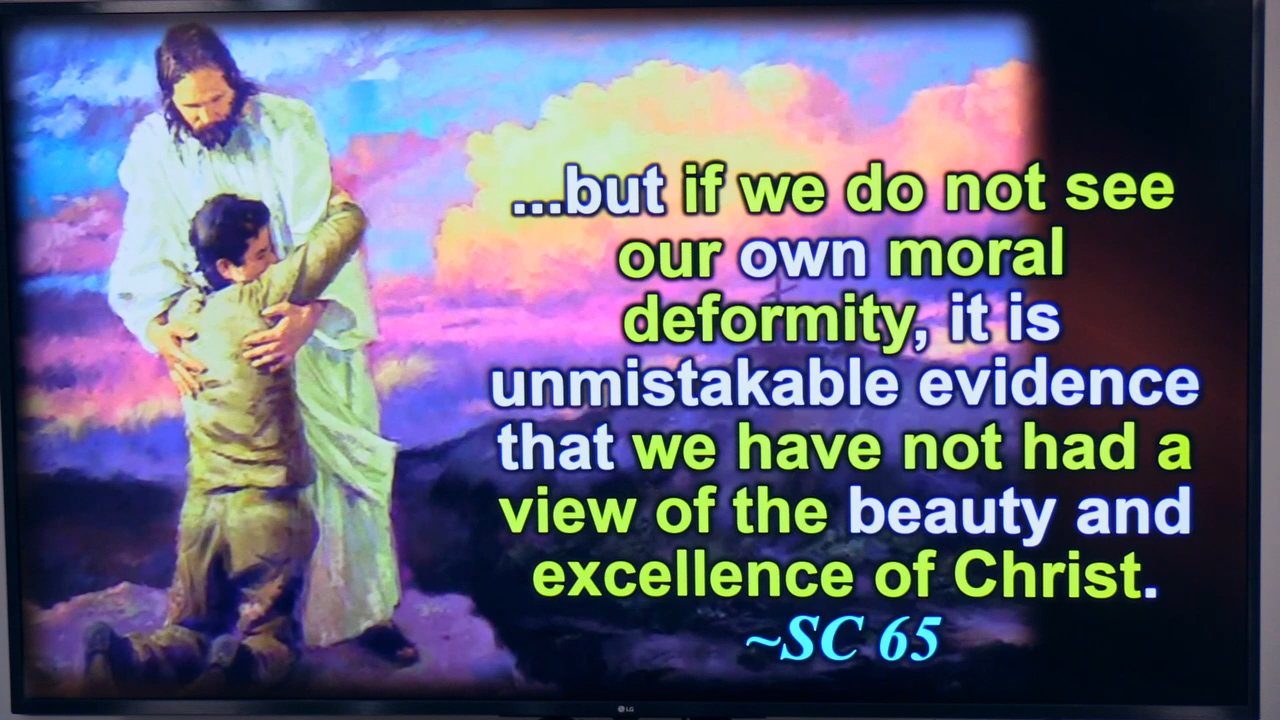 ...but if we do not see
our own moral
deformity, it is
unmistakable evidence
that we have not had a
view of the beauty and
excellence of Christ.
~SC 65
LG